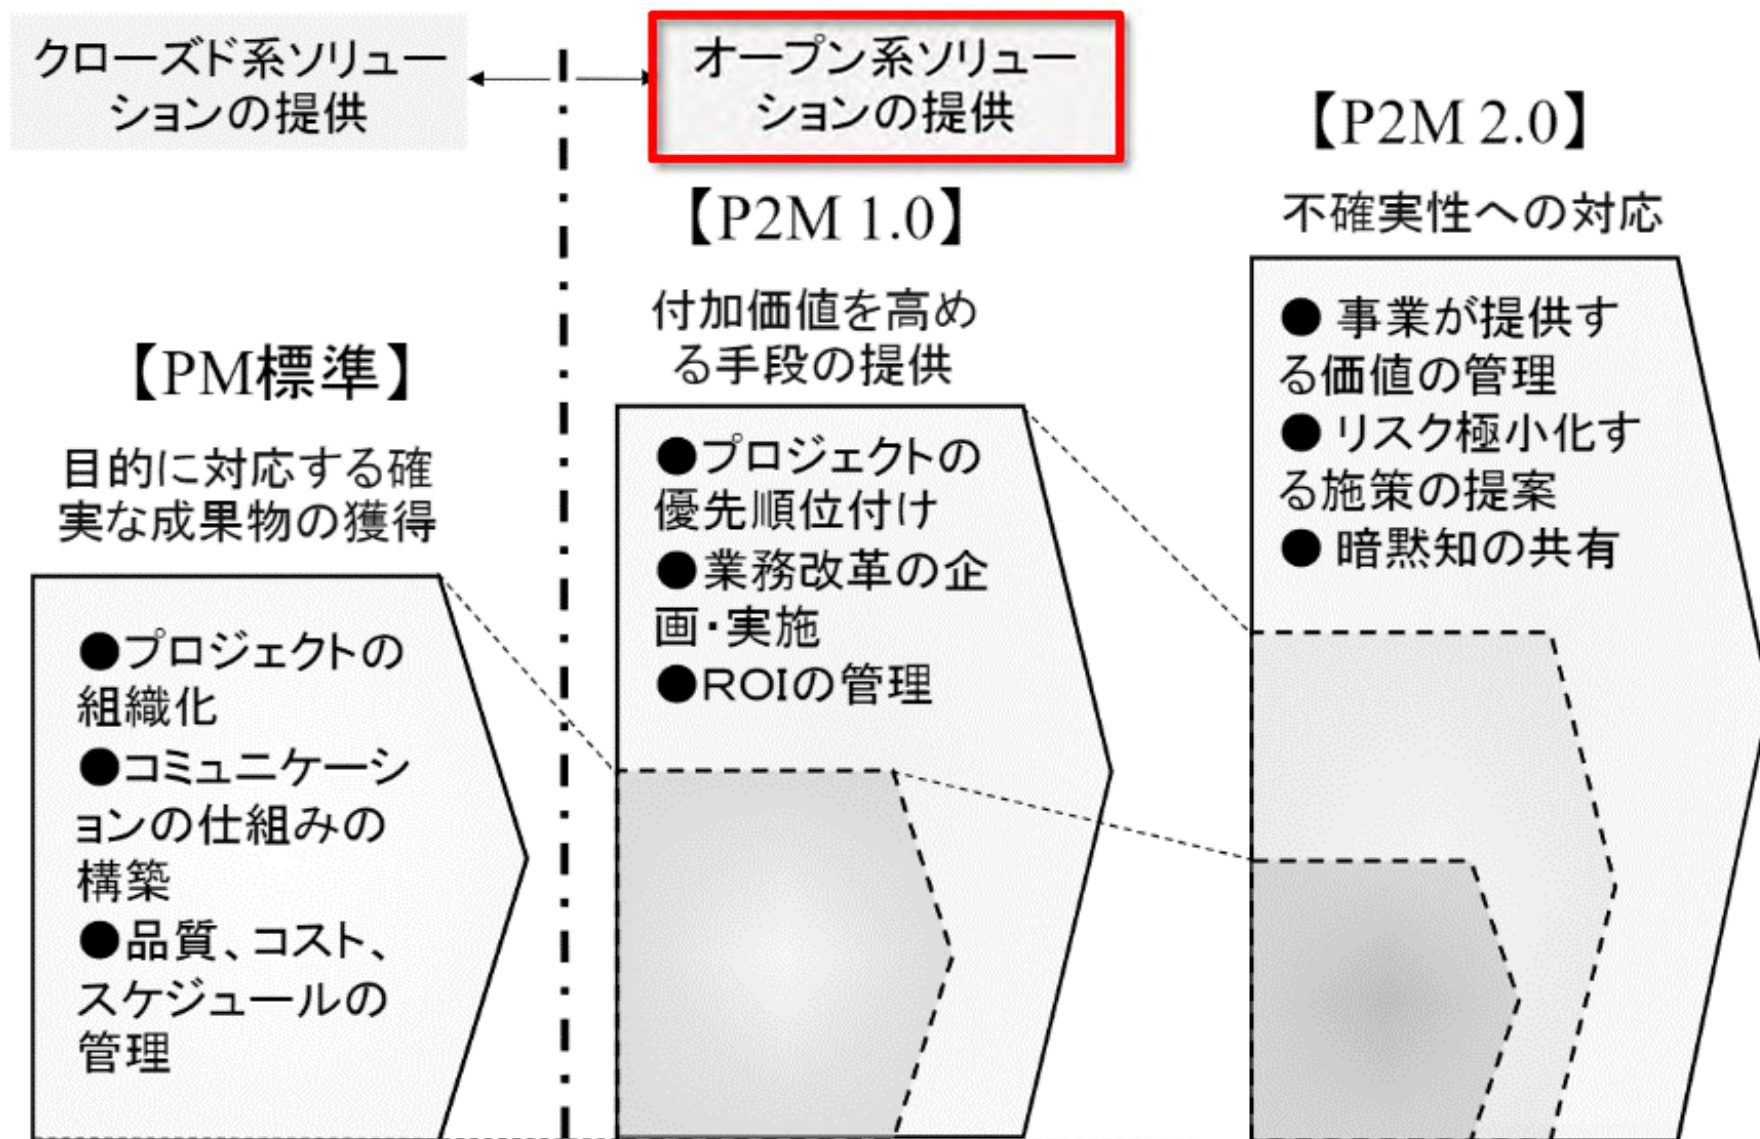 クローズド系ソリュー
ションの提供
オープン系ソリュー
ションの提供
【PM標準】
目的に対応する確
実な成果物の獲得
●プロジェクトの
組織化
●コミュニケーシ
ョンの仕組みの
構築
●品質、コスト、
スケジュールの
管理
【P2M 1.0】
付加価値を高め
る手段の提供
●プロジェクトの
優先順位付け
●業務改革の企
画・実施
●ROIの管理
【P2M 2.0】
不確実性への対応
● 事業が提供す
る価値の管理
● リスク極小化す
る施策の提案
● 暗黙知の共有